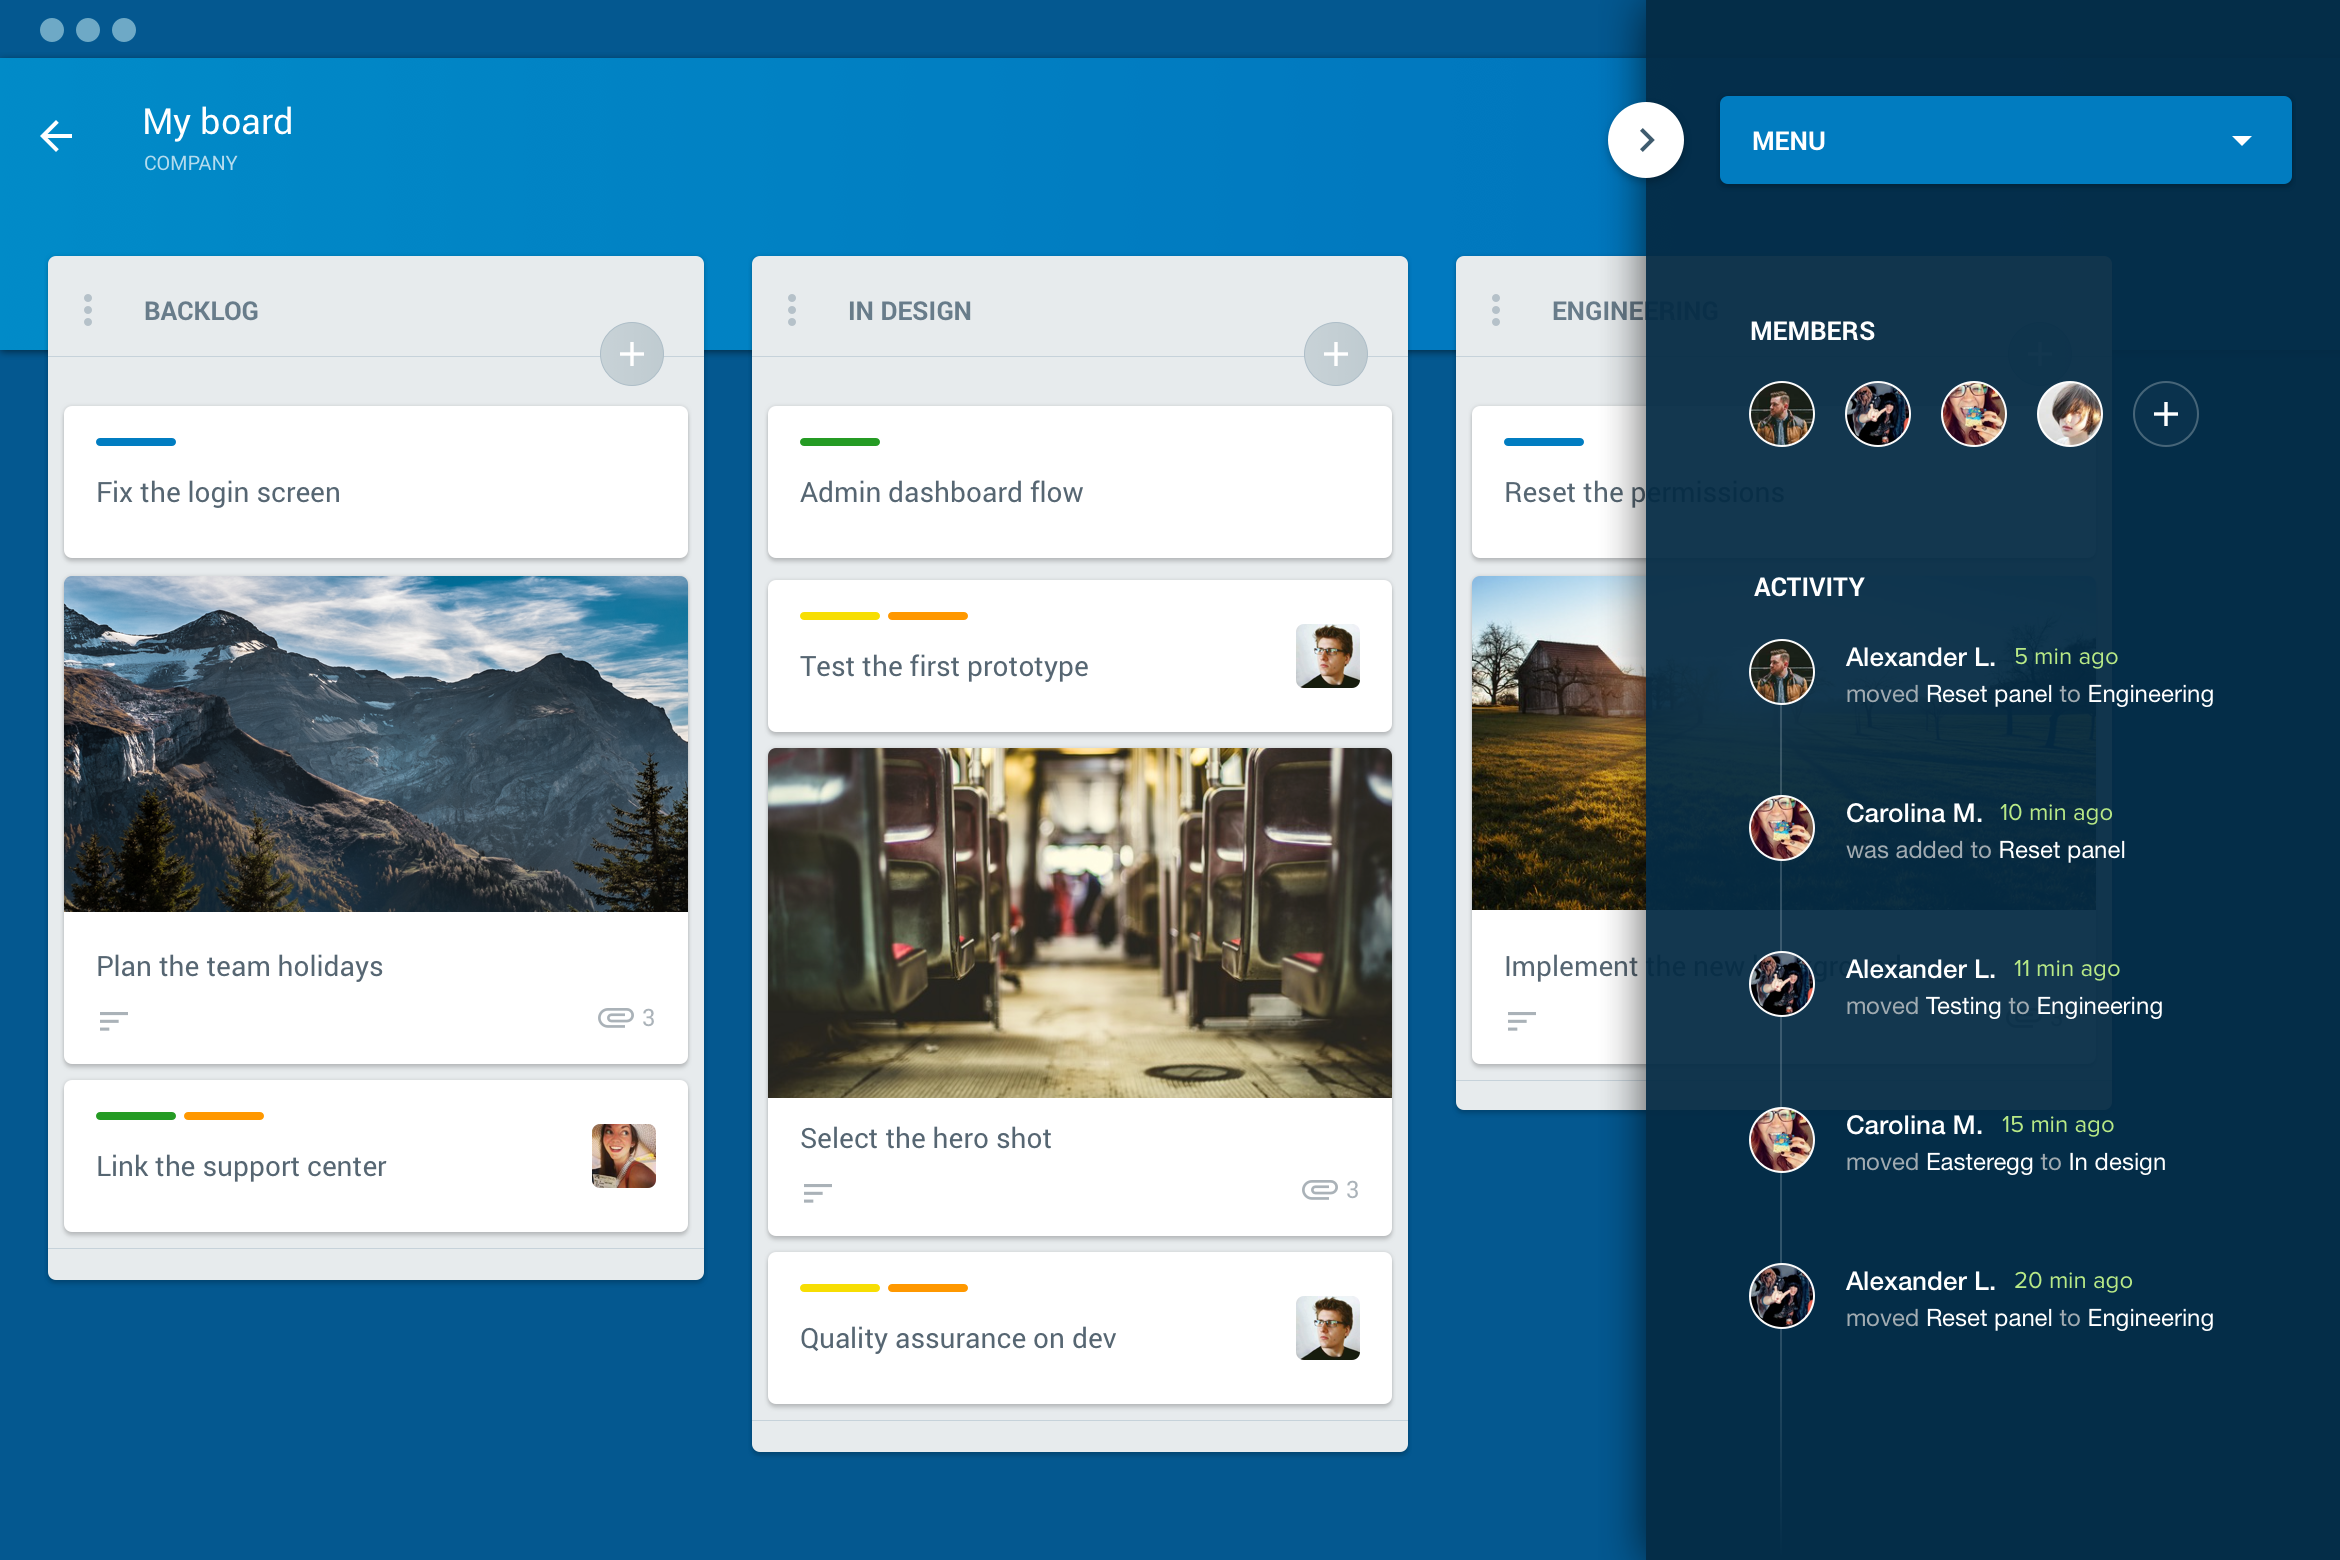 My board
COMPANY
MENU
BACKLOG
Fix the login screen
Plan the team holidays
3
Link the support center
IN DESIGN
Admin dashboard flow
Test the first prototype
Select the hero shot
3
Quality assurance on dev
ENGINEERING
Reset the permissions
Implement the new
MEMBERS
ACTIVITY
Alexander L. 5 min ago
moved Reset panel to Engineering
Carolina M. 10 min ago
was added to Reset panel
Alexander L. 11 min ago
moved Testing to Engineering
Carolina M. 15 min ago
moved Easteregg to In design
Alexander L. 20 min ago
moved Reset panel to Engineering